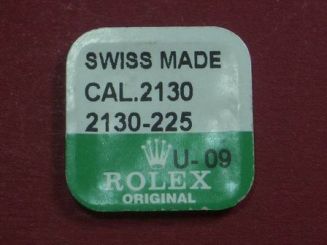 SWISS MADE
CAL.2130
2130-225
U-09
ROLEX
ORIGINAL